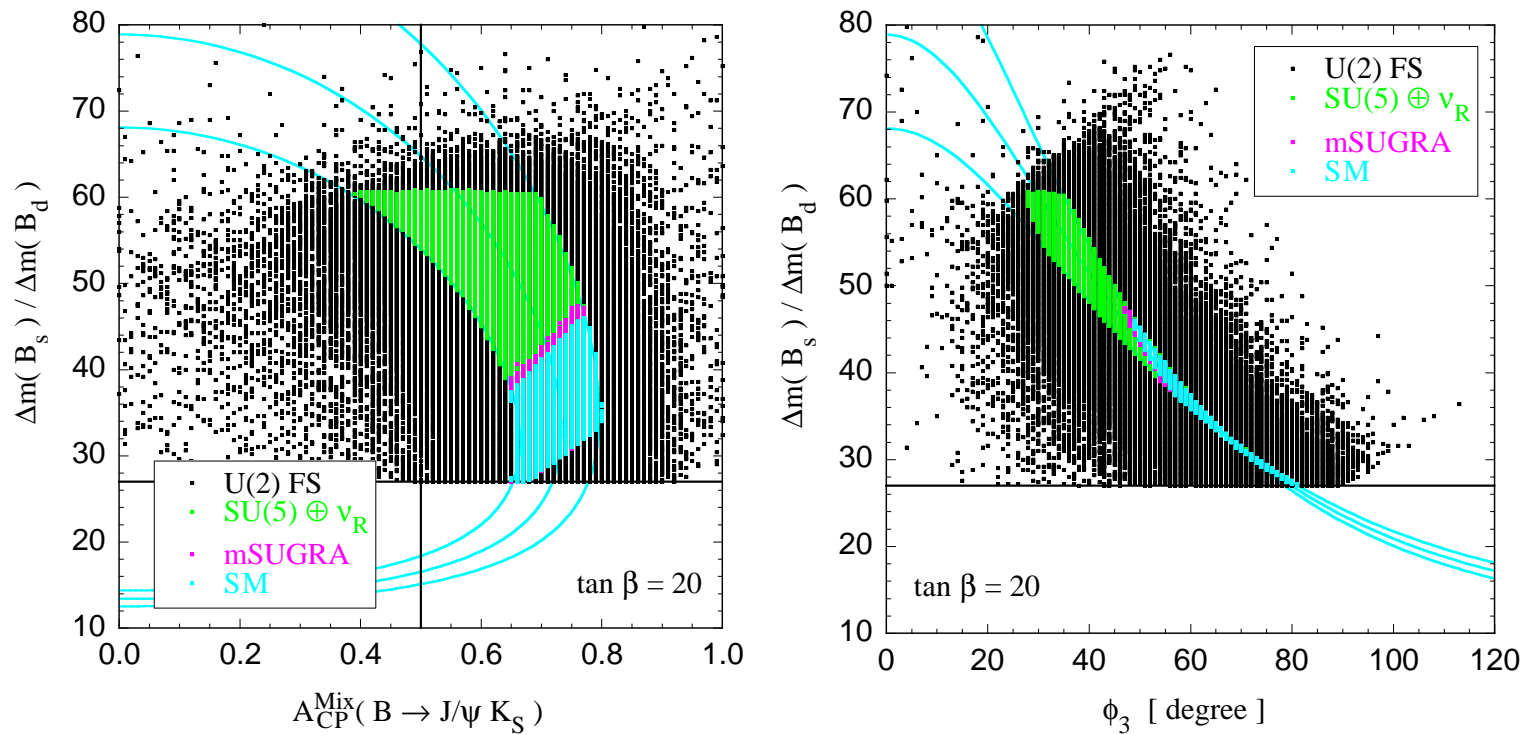 80
70
60
50
40
30
20
10
0.0 0.2 0.4 0.6 0.8 1.0
Δm( B_s ) / Δm( B_d )
A_CP^Mix( B → J/ψ K_S )
U(2) FS
SU(5) ⊕ ν_R
mSUGRA
SM
tan β = 20
80
70
60
50
40
30
20
10
0 20 40 60 80 100 120
Δm( B_s ) / Δm( B_d )
ϕ_3 [ degree ]
U(2) FS
SU(5) ⊕ ν_R
mSUGRA
SM
tan β = 20